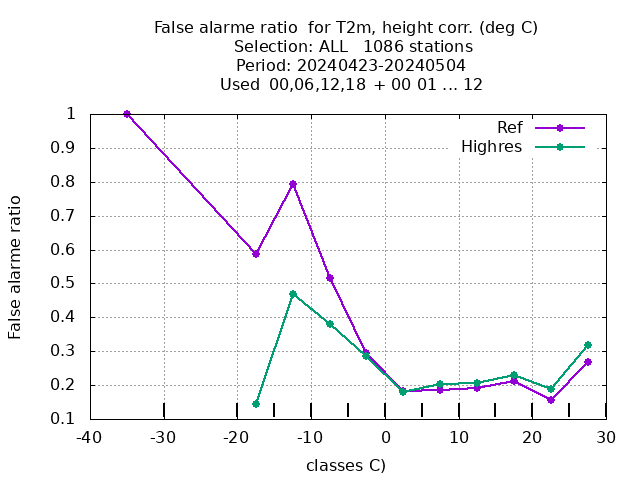 False alarme ratio  for T2m, height corr. (deg C)
Selection: ALL   1086 stations
Period: 20240423-20240504
Used  00,06,12,18  + 00 01 ... 12
Ref
Highres
False alarme ratio
1
0.9
0.8
0.7
0.6
0.5
0.4
0.3
0.2
0.1
-40 -30 -20 -10 0 10 20 30
classes C)